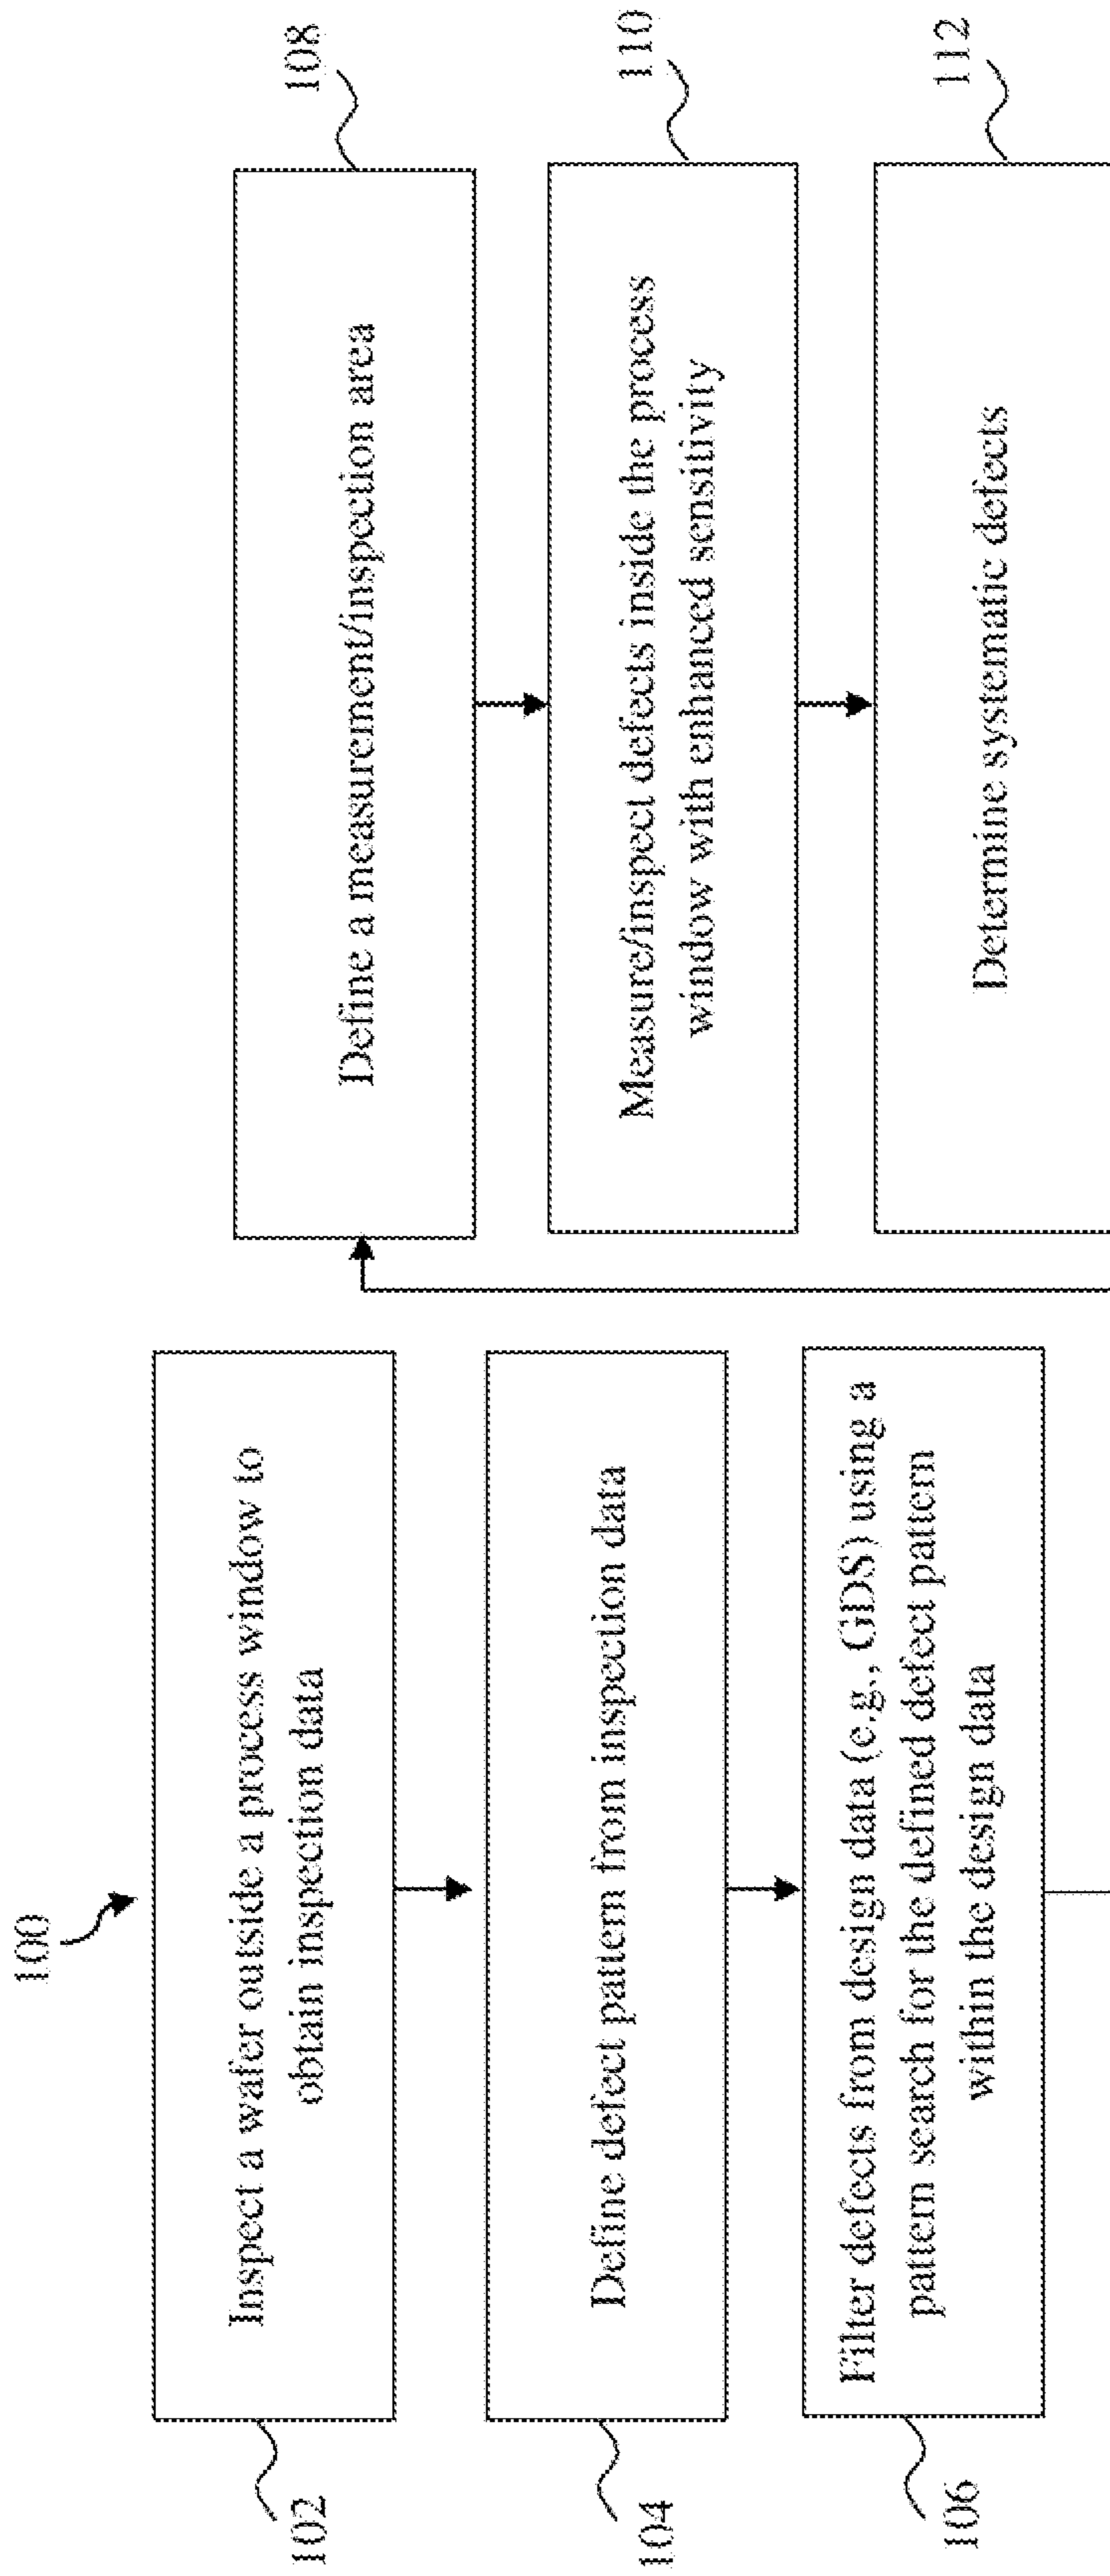 100
102
Inspect a wafer outside a process window to
obtain inspection data
104
Define defect pattern from inspection data
106
Filter defects from design data (e.g., GDS) using a
pattern search for the defined defect pattern
within the design data
108
Define a measurement/inspection area
110
Measure/inspect defects inside the process
window with enhanced sensitivity
112
Determine systematic defects